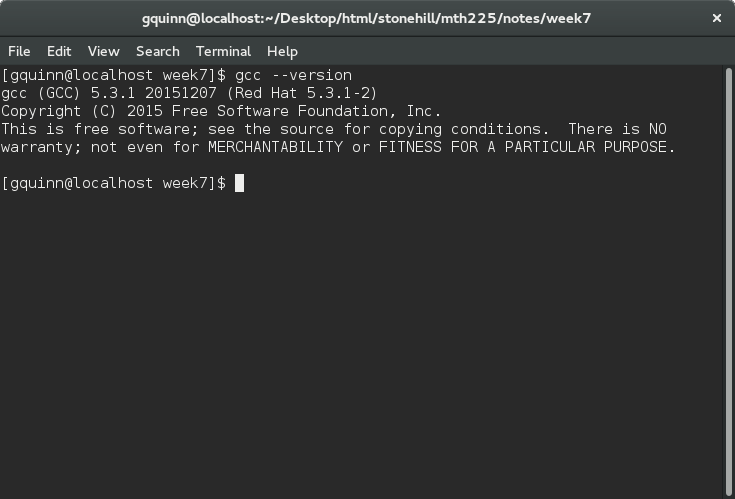 gquinn@localhost:~/Desktop/html/stonehill/mth225/notes/week7
File Edit View Search Terminal Help
[gquinn@localhost week7]$ gcc --version
gcc (GCC) 5.3.1 20151207 (Red Hat 5.3.1-2)
Copyright (C) 2015 Free Software Foundation, Inc.
This is free software; see the source for copying conditions.  There is NO
warranty; not even for MERCHANTABILITY or FITNESS FOR A PARTICULAR PURPOSE.
[gquinn@localhost week7]$